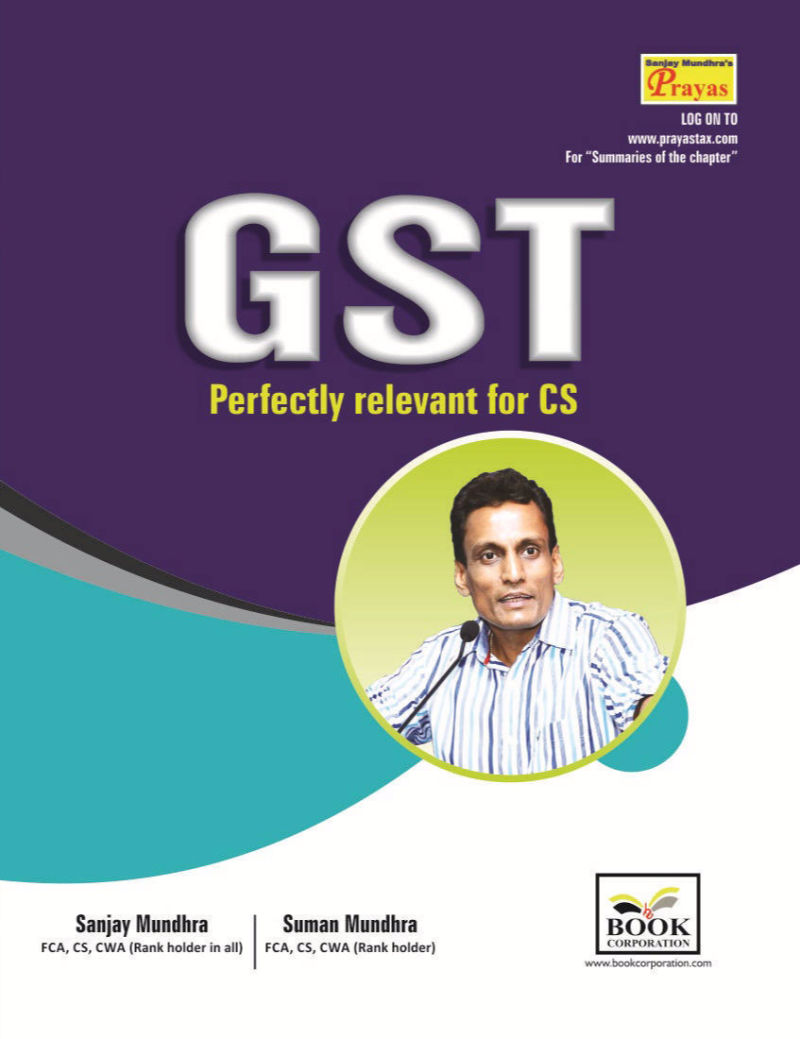 Sanjay Mundhra's
Prayas
LOG ON TO
www.prayastax.com
For “Summaries of the chapter”
GST
Perfectly relevant for CS
Sanjay Mundhra
FCA, CS, CWA (Rank holder in all)
Suman Mundhra
FCA, CS, CWA (Rank holder)
BOOK
CORPORATION
www.bookcorporation.com